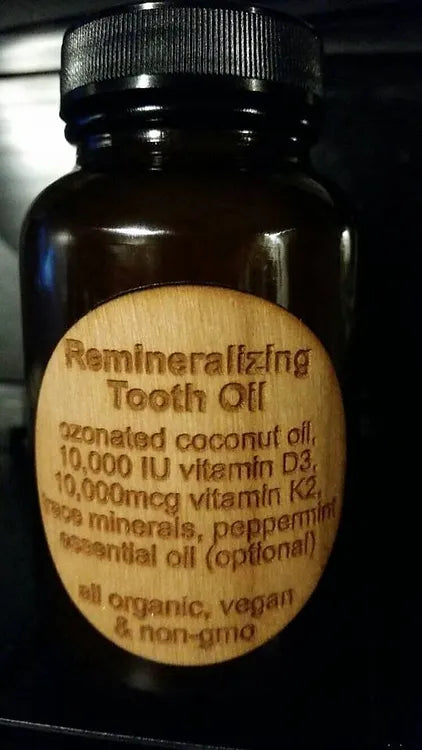 Remineralizing
Tooth Oil
ozonated coconut oil,
10,000 IU vitamin D3,
10,000mcg vitamin K2,
trace minerals, peppermint
essential oil (optional)
all organic, vegan
& non-gmo